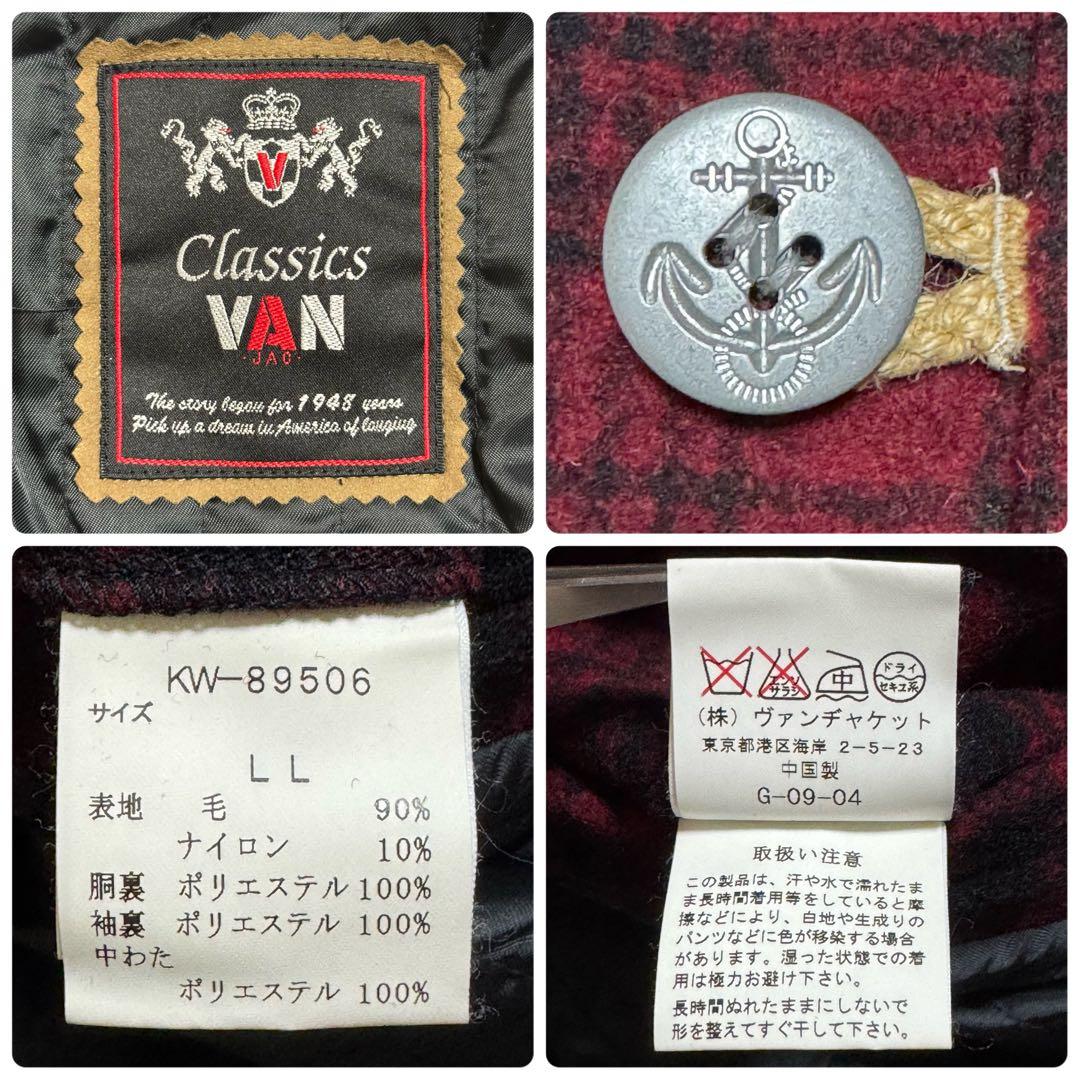 V
Classics
VAN
・JAC・
The story began for 1948 years
Pick up a dream in America of lauging
KW-89506
サイズ
LL
表地 毛 90%
ナイロン 10%
胴裏 ポリエステル 100%
袖裏 ポリエステル 100%
中わた
ポリエステル 100%
エンソ
サラシ
中
ドライ
セキユ系
(株) ヴァンヂャケット
東京都港区海岸 2-5-23
中国製
G-09-04
取扱い注意
この製品は、汗や水で濡れたま
ま長時間着用等をしていると摩
擦などにより、白地や生成りの
パンツなどに色が移染する場合
があります。湿った状態での着
用は極力お避け下さい。
長時間ぬれたままにしないで
形を整えてすぐ干して下さい。